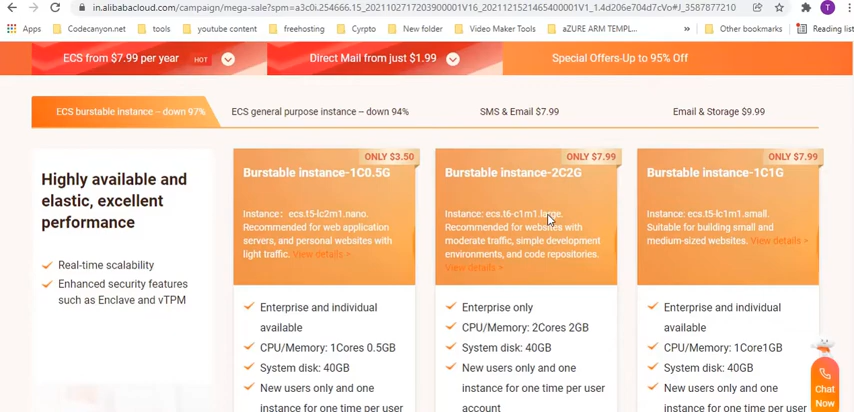 in.alibabacloud.com/campaign/mega-sale?spm=a3c0i.254666.15_2021102717203900001V16_2021121521465400001V1_1.4d206e704d7cVo#J_3587877210
T
Apps
Codecanyon.net
tools
youtube content
freehosting
Cyrpto
New folder
Video Maker Tools
aZURE ARM TEMPL...
»
Other bookmarks
Reading list
ECS from $7.99 per year
HOT
Direct Mail from just $1.99
Special Offers-Up to 95% Off
ECS burstable instance – down 97%
ECS general purpose instance – down 94%
SMS & Email $7.99
Email & Storage $9.99
Highly available and
elastic, excellent
performance
Real-time scalability
Enhanced security features
such as Enclave and vTPM
ONLY $3.50
Burstable instance-1C0.5G
Instance: ecs.t5-lc2m1.nano.
Recommended for web application
servers, and personal websites with
light traffic. View details >
Enterprise and individual
available
CPU/Memory: 1Cores 0.5GB
System disk: 40GB
New users only and one
instance for one time per user
ONLY $7.99
Burstable instance-2C2G
Instance: ecs.t6-c1m1.large.
Recommended for websites with
moderate traffic, simple development
environments, and code repositories.
View details >
Enterprise only
CPU/Memory: 2Cores 2GB
System disk: 40GB
New users only and one
instance for one time per user
account
ONLY $7.99
Burstable instance-1C1G
Instance: ecs.t5-lc1m1.small.
Suitable for building small and
medium-sized websites. View details >
Enterprise and individual
available
CPU/Memory: 1Core1GB
System disk: 40GB
New users only and one
instance for one time per user
Chat
Now